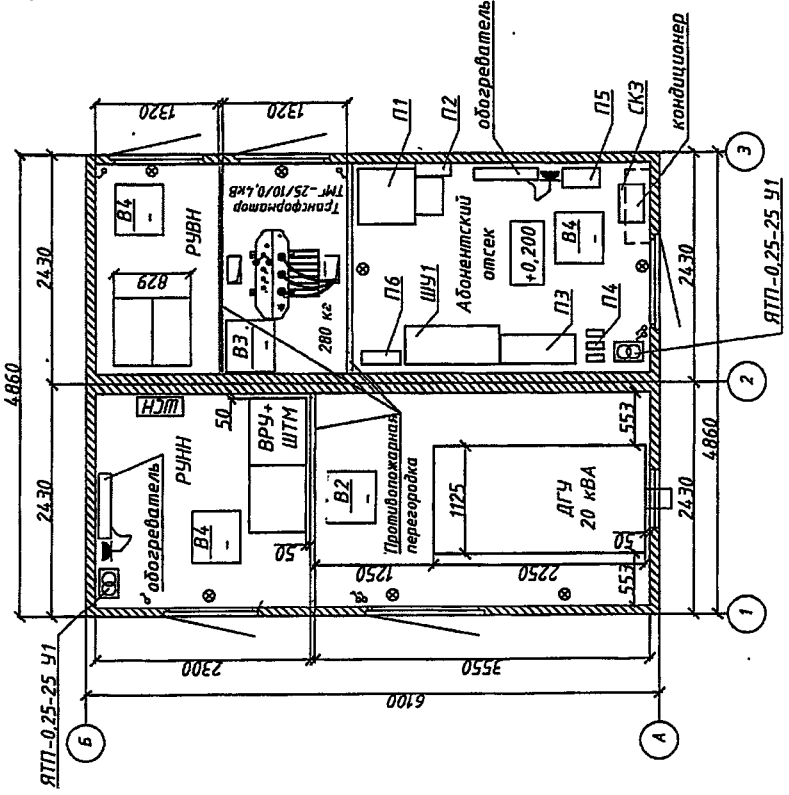 4860
2430
2430
1320
1320
РУВН
В4
-
829
Трансформатор
ТМГ-25/10/0,4кВ
280 кг
В3
-
П1
П2
обогреватель
П5
СКЗ
кондиционер
Абонентский
отсек
+0,200
В4
-
П6
ШУ1
П3
П4
ЯТП-0,25-25 У1
ШСН
обогреватель
РУНН
50
ВРУ+
ШТМ
В4
-
50
В2
-
Противопожарная
перегородка
1125
553
ДГУ
20 кВА
50
553
1250
2250
2300
3550
6100
2430
2430
4860
ЯТП-0,25-25 У1
Б
А
1
2
3